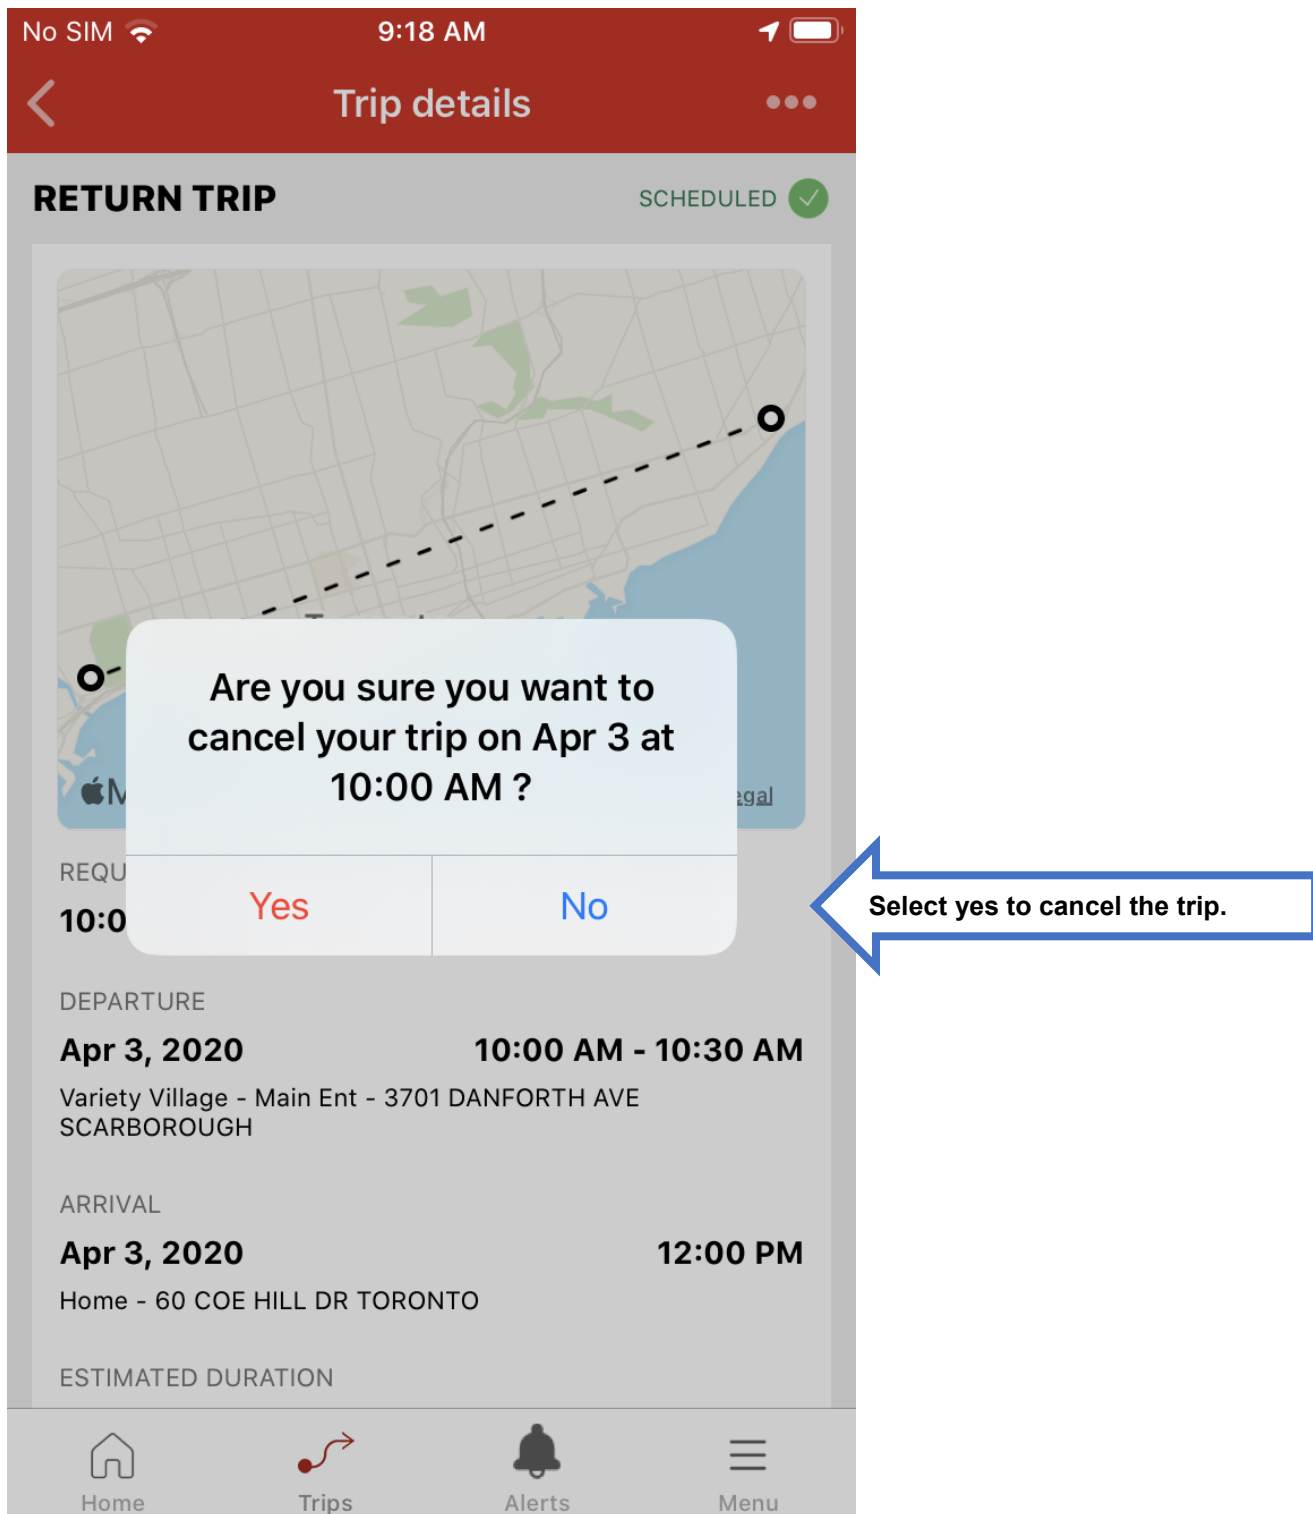 No SIM 9:18 AM
Trip details
RETURN TRIP SCHEDULED
Are you sure you want to
cancel your trip on Apr 3 at
10:00 AM ?
Yes No
Select yes to cancel the trip.
DEPARTURE
Apr 3, 2020 10:00 AM - 10:30 AM
Variety Village - Main Ent - 3701 DANFORTH AVE
SCARBOROUGH
ARRIVAL
Apr 3, 2020 12:00 PM
Home - 60 COE HILL DR TORONTO
ESTIMATED DURATION
Home Trips Alerts Menu